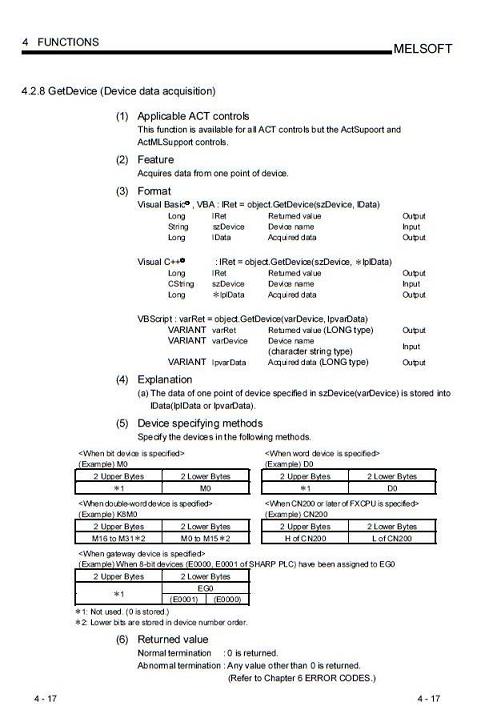 4 FUNCTIONS
MELSOFT
4.2.8 GetDevice (Device data acquisition)
(1) Applicable ACT controls
This function is available for all ACT controls but the ActSupoort and
ActMLSupport controls.
(2) Feature
Acquires data from one point of device.
(3) Format
Visual Basic® , VBA : lRet = object.GetDevice(szDevice, lData)
Long lRet Returned value Output
String szDevice Device name Input
Long lData Acquired data Output
Visual C++® : lRet = object.GetDevice(szDevice, *lplData)
Long lRet Returned value Output
CString szDevice Device name Input
Long *lplData Acquired data Output
VBScript : varRet = object.GetDevice(varDevice, lpvarData)
VARIANT varRet Returned value (LONG type) Output
VARIANT varDevice Device name
(character string type) Input
VARIANT lpvarData Acquired data (LONG type) Output
(4) Explanation
(a) The data of one point of device specified in szDevice(varDevice) is stored into
lData(lplData or lpvarData).
(5) Device specifying methods
Specify the devices in the following methods.
<When bit device is specified> <When word device is specified>
(Example) M0 (Example) D0
2 Upper Bytes 2 Lower Bytes 2 Upper Bytes 2 Lower Bytes
*1 M0 *1 D0
<When double-word device is specified> <When CN200 or later of FXCPU is specified>
(Example) K8M0 (Example) CN200
2 Upper Bytes 2 Lower Bytes 2 Upper Bytes 2 Lower Bytes
M16 to M31*2 M0 to M15*2 H of CN200 L of CN200
<When gateway device is specified>
(Example) When 8-bit devices (E0000, E0001 of SHARP PLC) have been assigned to EG0
2 Upper Bytes 2 Lower Bytes
*1 EG0
(E0001) (E0000)
*1: Not used. (0 is stored.)
*2: Lower bits are stored in device number order.
(6) Returned value
Normal termination : 0 is returned.
Abnormal termination : Any value other than 0 is returned.
(Refer to Chapter 6 ERROR CODES.)
4 - 17 4 - 17